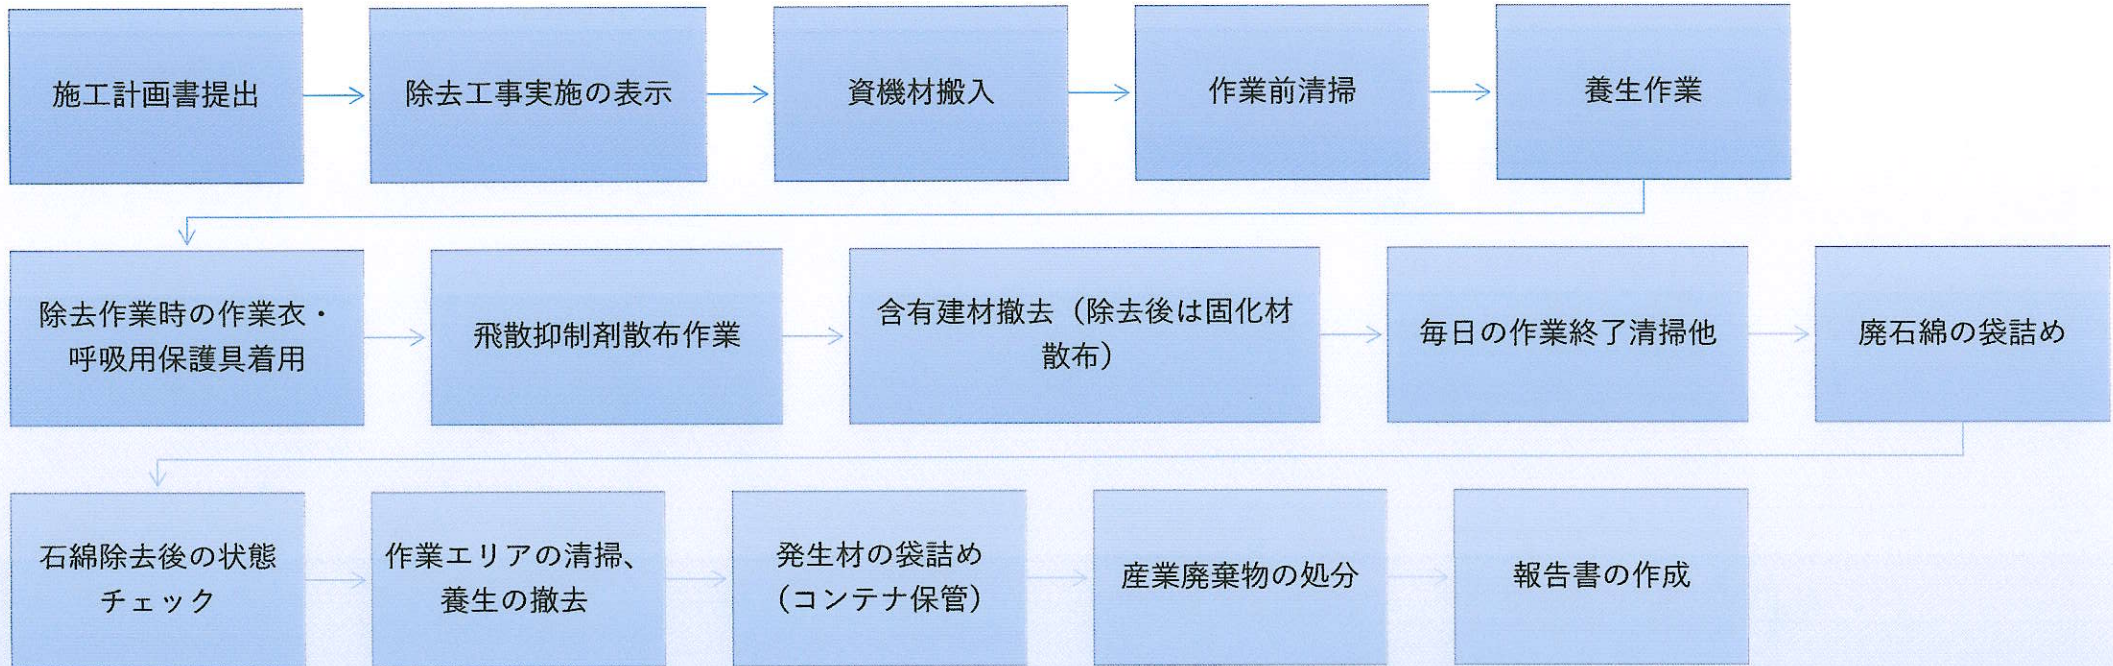 施工計画書提出
除去工事実施の表示
資機材搬入
作業前清掃
養生作業
除去作業時の作業衣・
呼吸用保護具着用
飛散抑制剤散布作業
含有建材撤去（除去後は固化材
散布）
毎日の作業終了清掃他
廃石綿の袋詰め
石綿除去後の状態
チェック
作業エリアの清掃、
養生の撤去
発生材の袋詰め
（コンテナ保管）
産業廃棄物の処分
報告書の作成